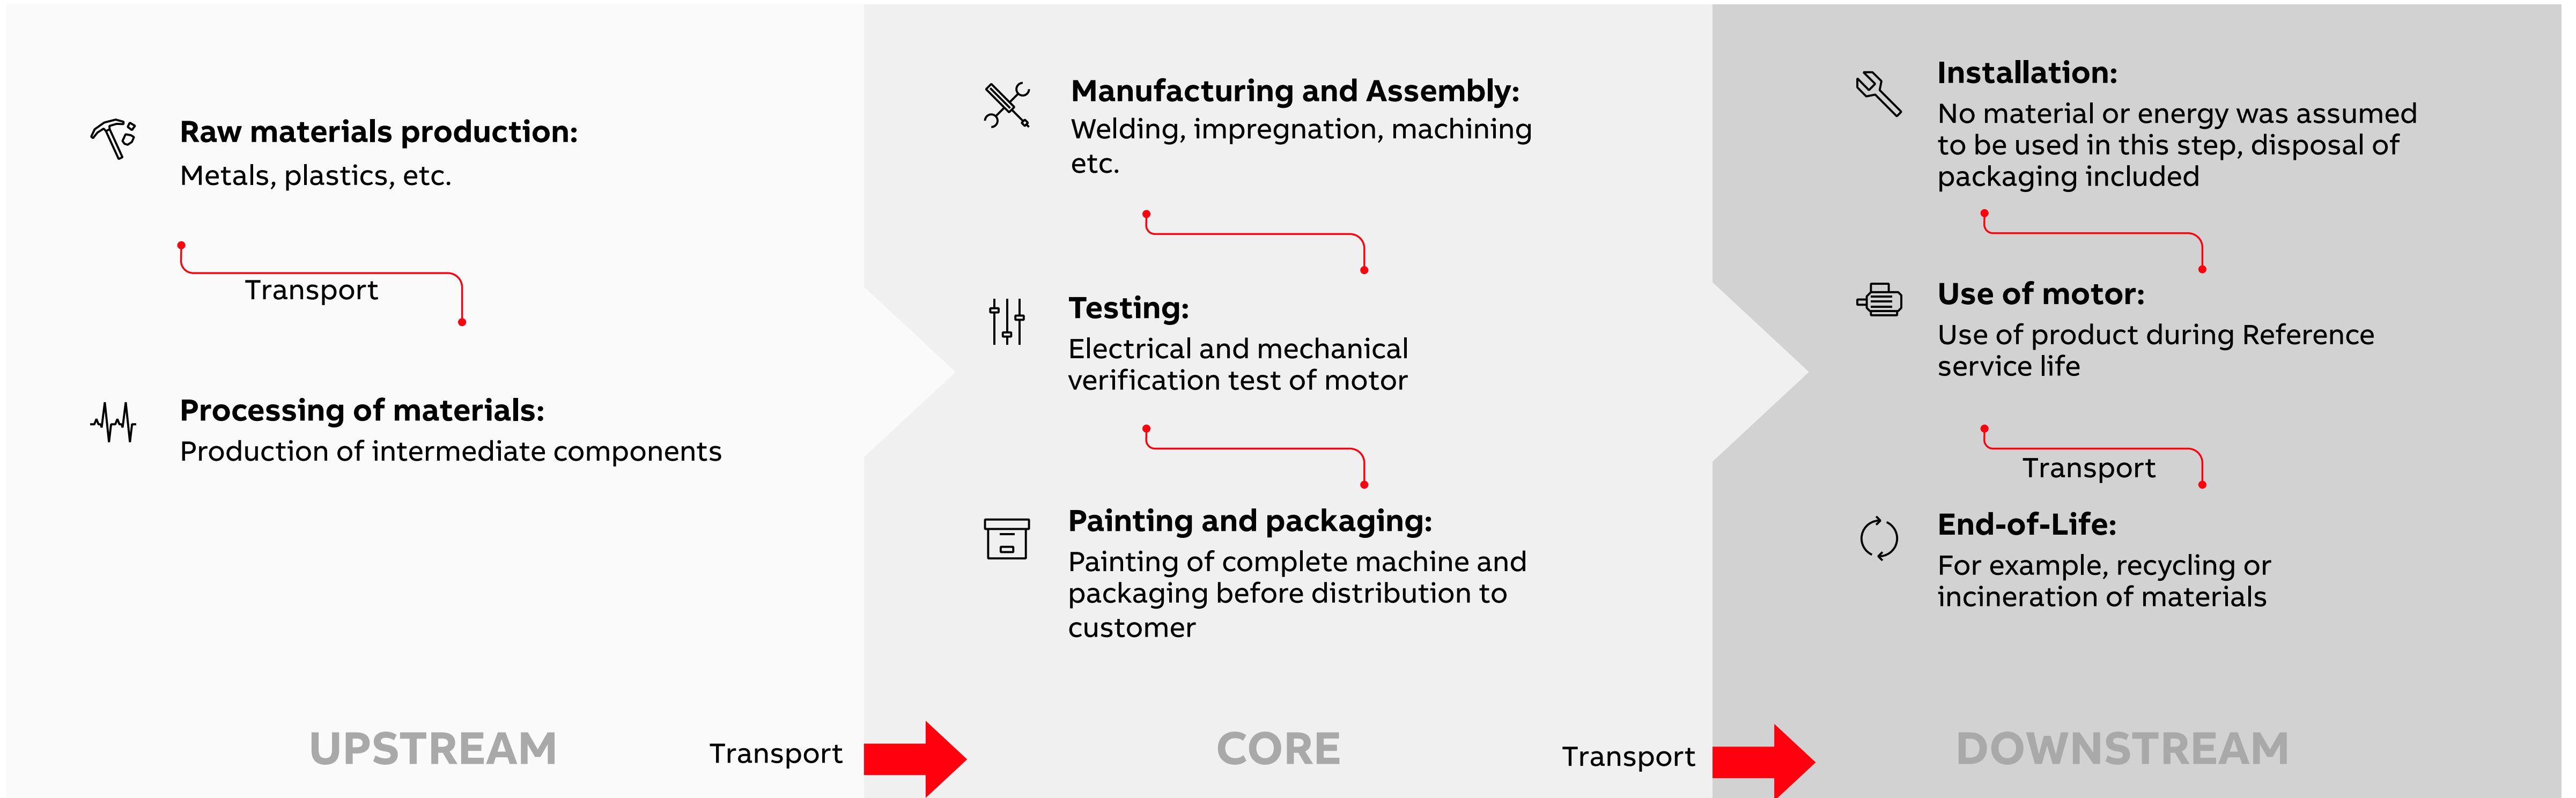 Raw materials production:
Metals, plastics, etc.
Transport
Processing of materials:
Production of intermediate components
UPSTREAM
Transport
Manufacturing and Assembly:
Welding, impregnation, machining
etc.
Testing:
Electrical and mechanical
verification test of motor
Painting and packaging:
Painting of complete machine and
packaging before distribution to
customer
CORE
Transport
Installation:
No material or energy was assumed
to be used in this step, disposal of
packaging included
Use of motor:
Use of product during Reference
service life
Transport
End-of-Life:
For example, recycling or
incineration of materials
DOWNSTREAM